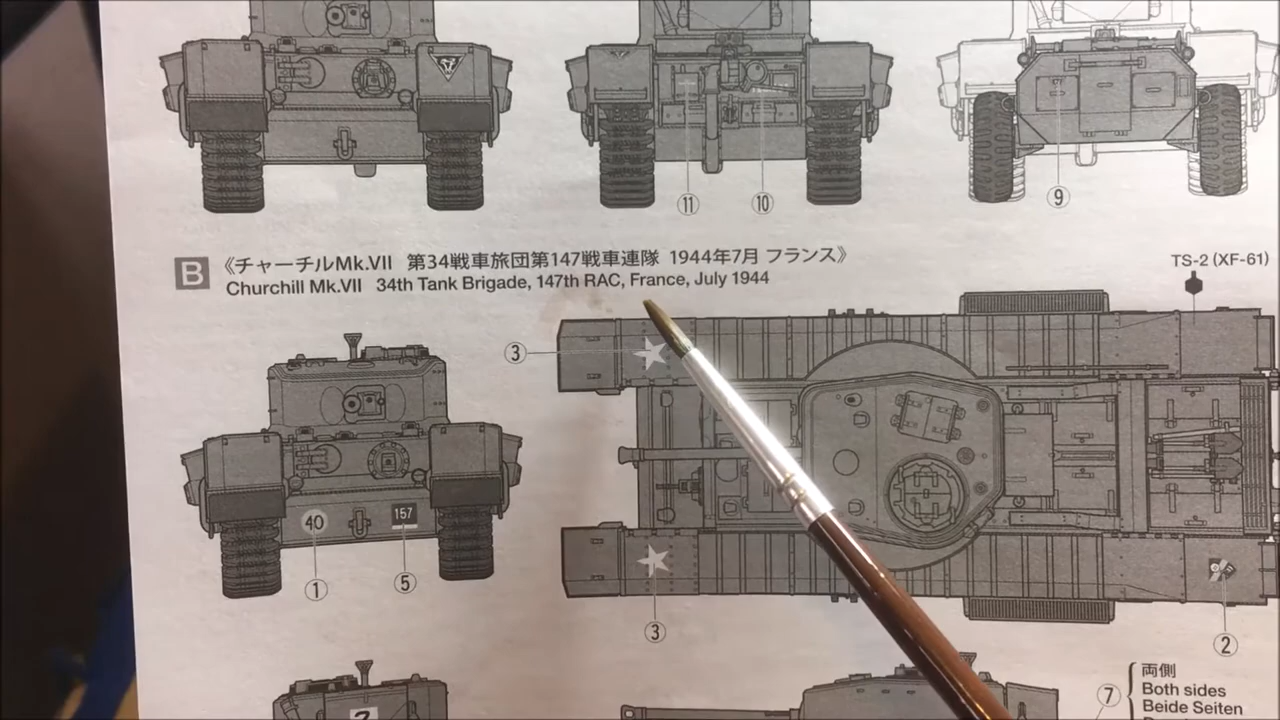 11
10
9
B 《チャーチルMk.VII 第34戦車旅団第147戦車連隊 1944年7月 フランス》
Churchill Mk.VII 34th Tank Brigade, 147th RAC, France, July 1944
TS-2 (XF-61)
3
40
157
1
5
3
2
7
両側
Both sides
Beide Seiten